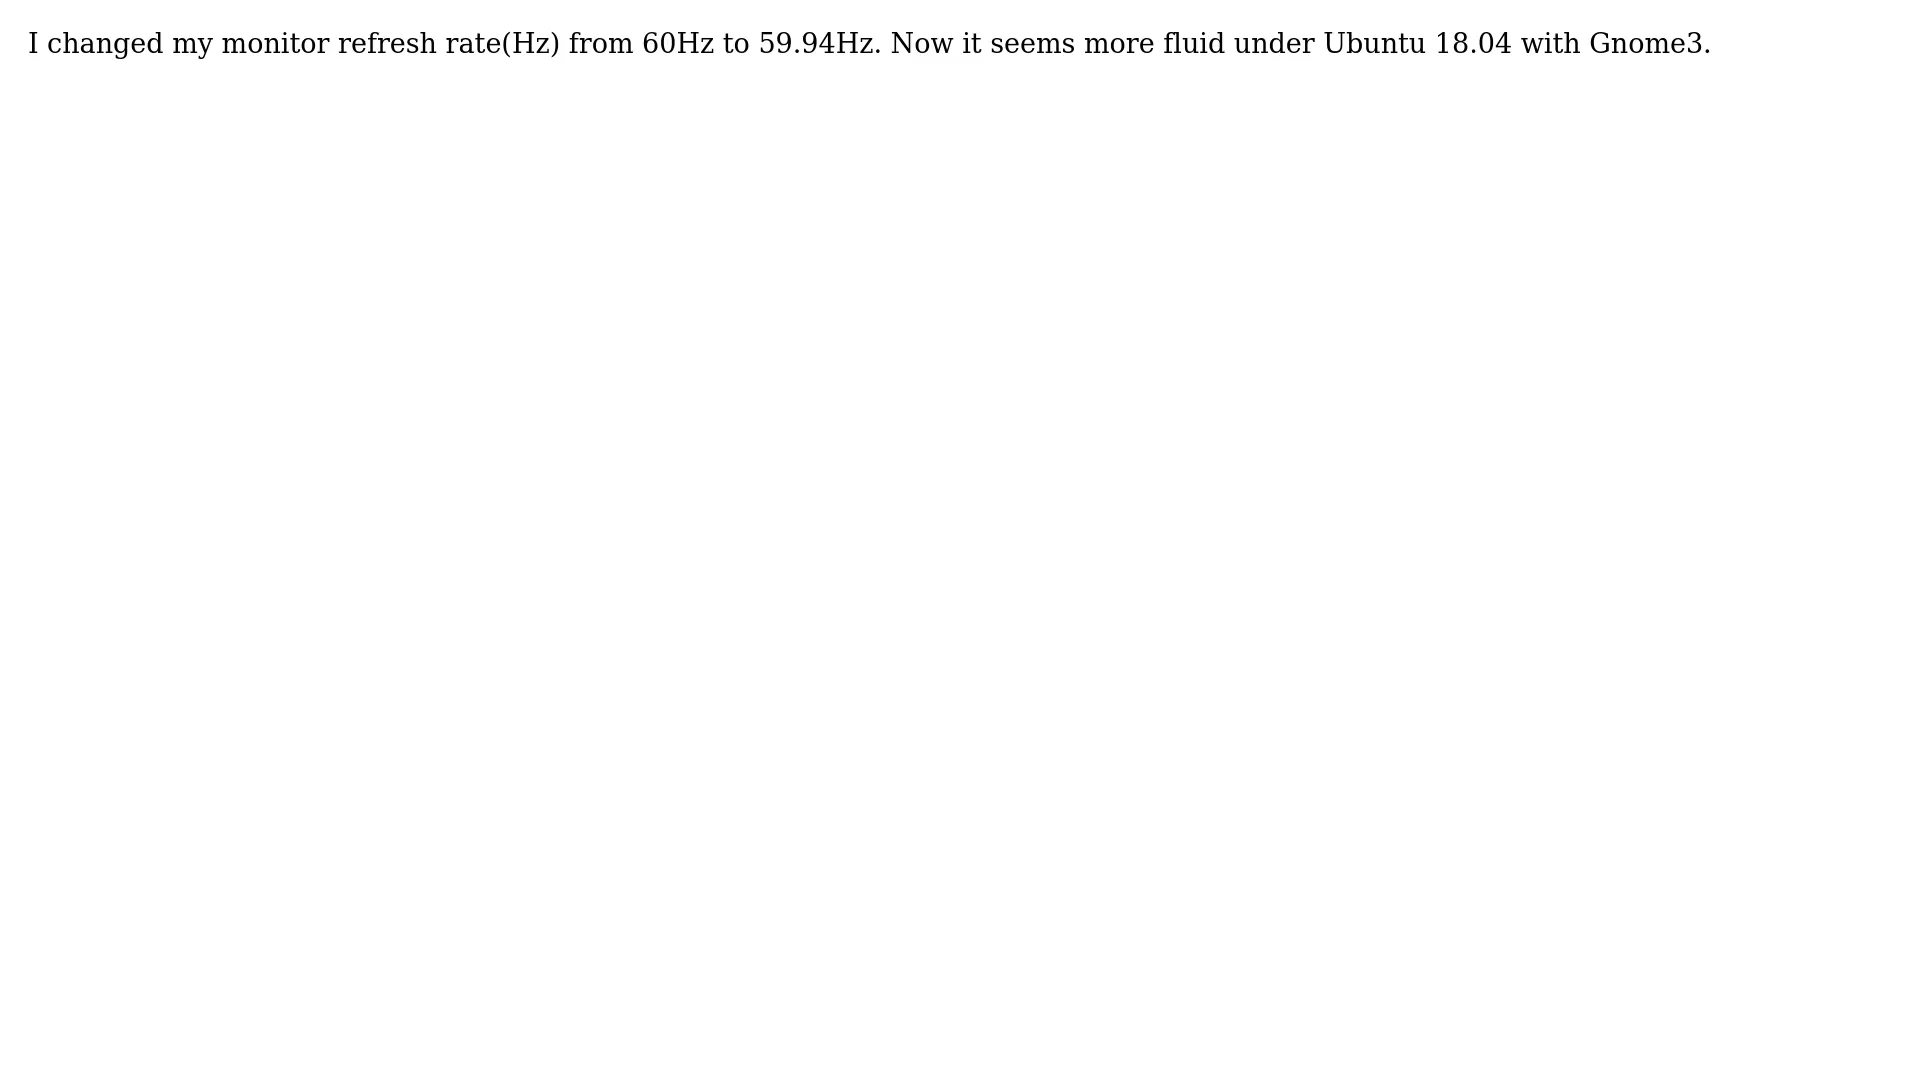 I changed my monitor refresh rate(Hz) from 60Hz to 59.94Hz. Now it seems more fluid under Ubuntu 18.04 with Gnome3.